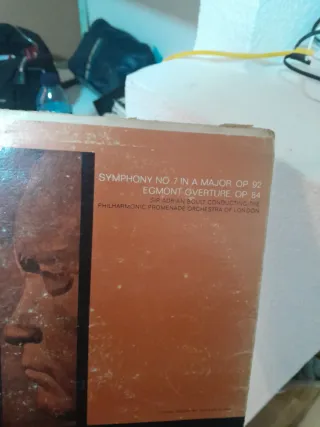 SYMPHONY NO. 7 IN A MAJOR, OP. 92
EGMONT OVERTURE, OP. 84
SIR ADRIAN BOULT CONDUCTING THE
PHILHARMONIC PROMENADE ORCHESTRA OF LONDON